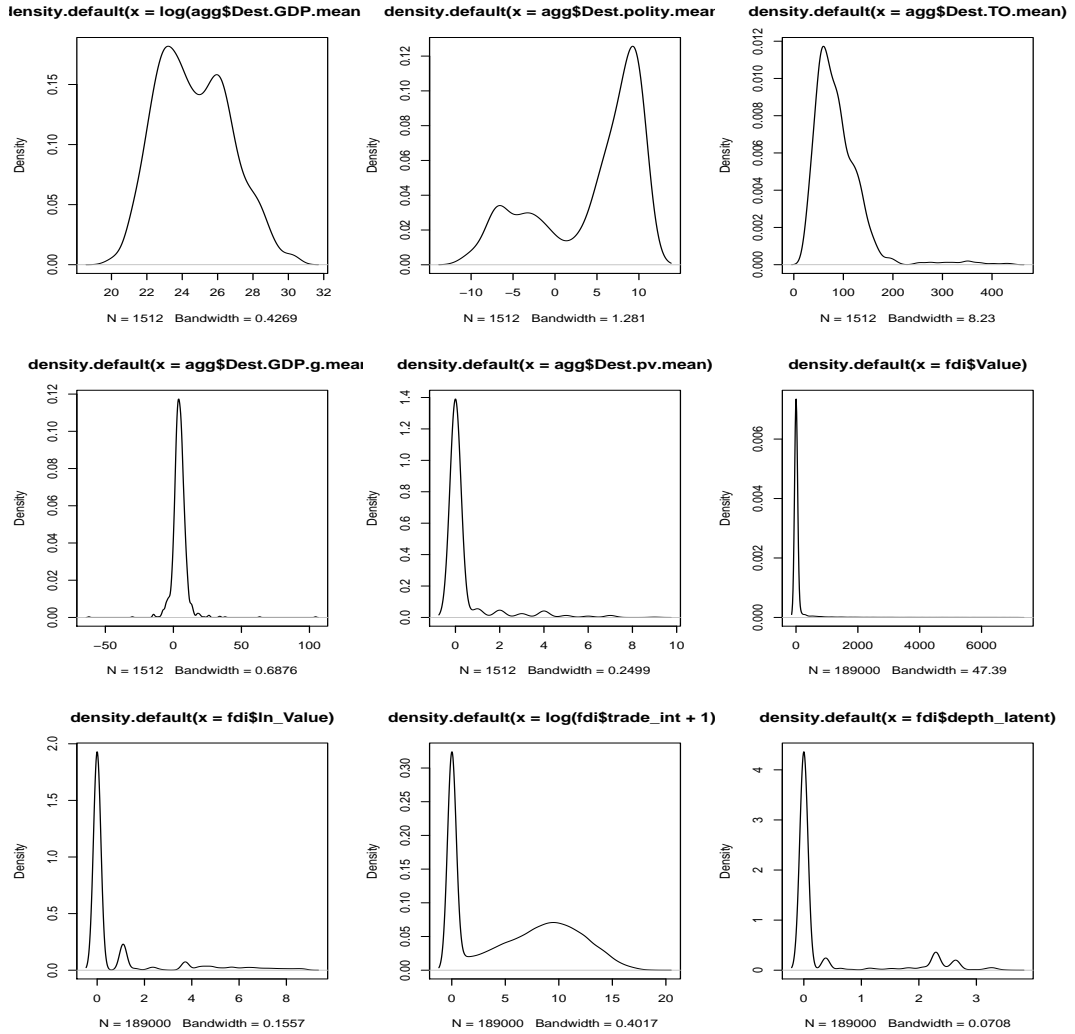 lensity.default(x = log(agg$Dest.GDP.mean
density.default(x = agg$Dest.polity.mear
density.default(x = agg$Dest.TO.mean)
Density
0.00 0.05 0.10 0.15
20 22 24 26 28 30 32
N = 1512 Bandwidth = 0.4269
Density
0.00 0.02 0.04 0.06 0.08 0.10 0.12
−10 −5 0 5 10
N = 1512 Bandwidth = 1.281
Density
0.000 0.002 0.004 0.006 0.008 0.010 0.012
0 100 200 300 400
N = 1512 Bandwidth = 8.23
density.default(x = agg$Dest.GDP.g.mear
density.default(x = agg$Dest.pv.mean)
density.default(x = fdi$Value)
Density
0.00 0.02 0.04 0.06 0.08 0.10 0.12
−50 0 50 100
N = 1512 Bandwidth = 0.6876
Density
0.0 0.2 0.4 0.6 0.8 1.0 1.2 1.4
0 2 4 6 8 10
N = 1512 Bandwidth = 0.2499
Density
0.000 0.002 0.004 0.006
0 2000 4000 6000
N = 189000 Bandwidth = 47.39
density.default(x = fdi$ln_Value)
density.default(x = log(fdi$trade_int + 1)
density.default(x = fdi$depth_latent)
Density
0.0 0.5 1.0 1.5 2.0
0 2 4 6 8
N = 189000 Bandwidth = 0.1557
Density
0.00 0.05 0.10 0.15 0.20 0.25 0.30
0 5 10 15 20
N = 189000 Bandwidth = 0.4017
Density
0 1 2 3 4
0 1 2 3
N = 189000 Bandwidth = 0.0708